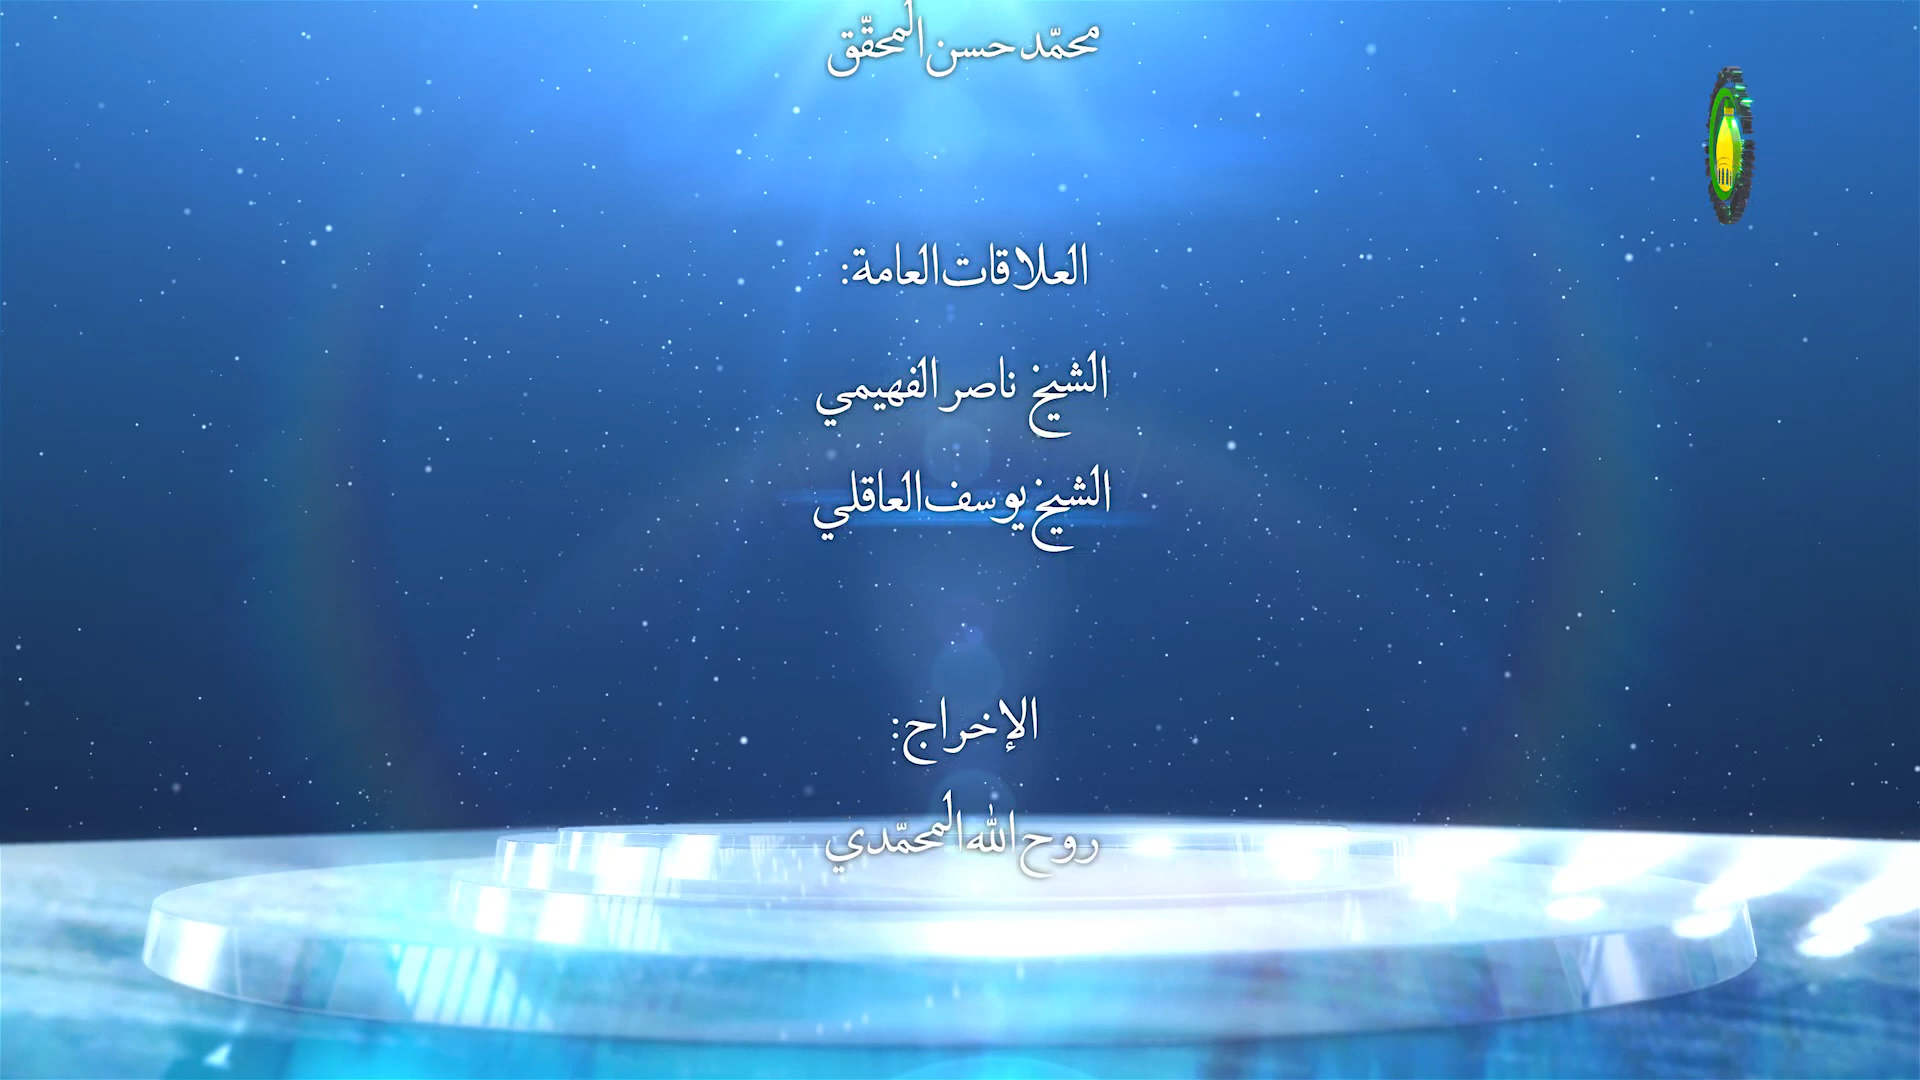 محمّد حسن المحقّق
العلاقات العامة:
الشيخ ناصر الفهيمي
الشيخ يوسف العاقلي
الإخراج:
روح الله المحمّدي